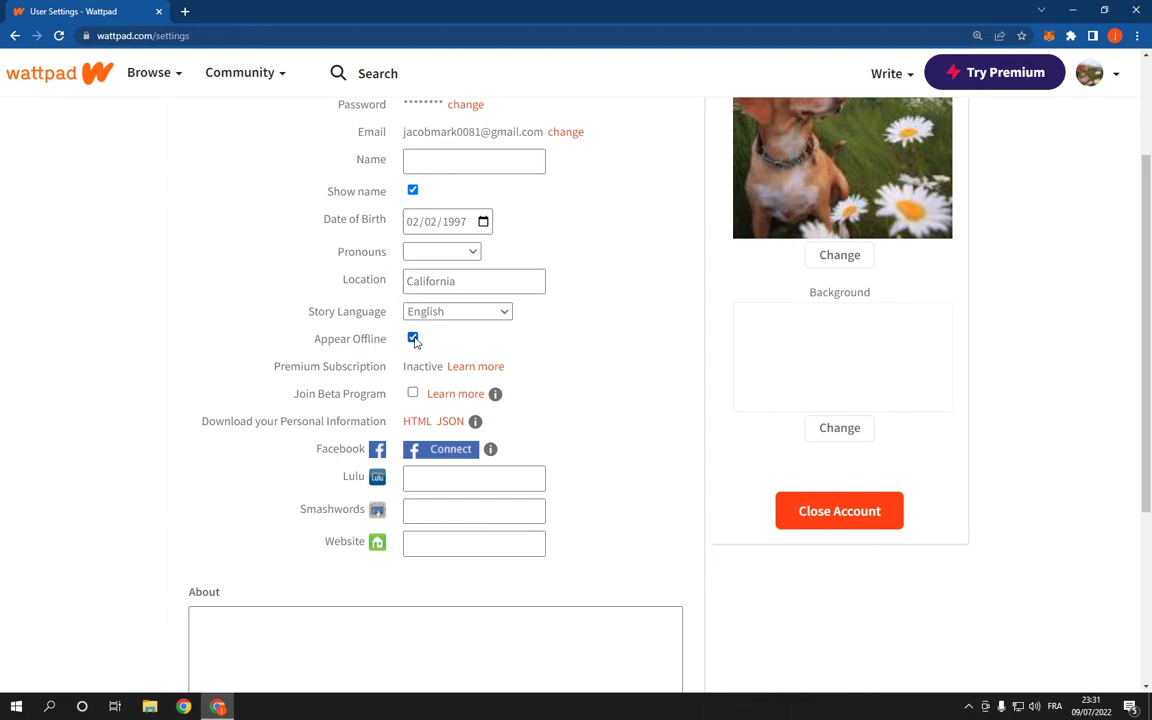 User Settings - Wattpad
wattpad.com/settings
wattpad
Browse
Community
Search
Write
Try Premium
Password ******** change
Email jacobmark0081@gmail.com change
Name
Show name
Date of Birth 02/02/1997
Pronouns
Location California
Story Language English
Appear Offline
Premium Subscription Inactive Learn more
Join Beta Program Learn more
Download your Personal Information HTML JSON
Facebook Connect
Lulu
Smashwords
Website
About
Change
Background
Change
Close Account
FRA
23:31
09/07/2022